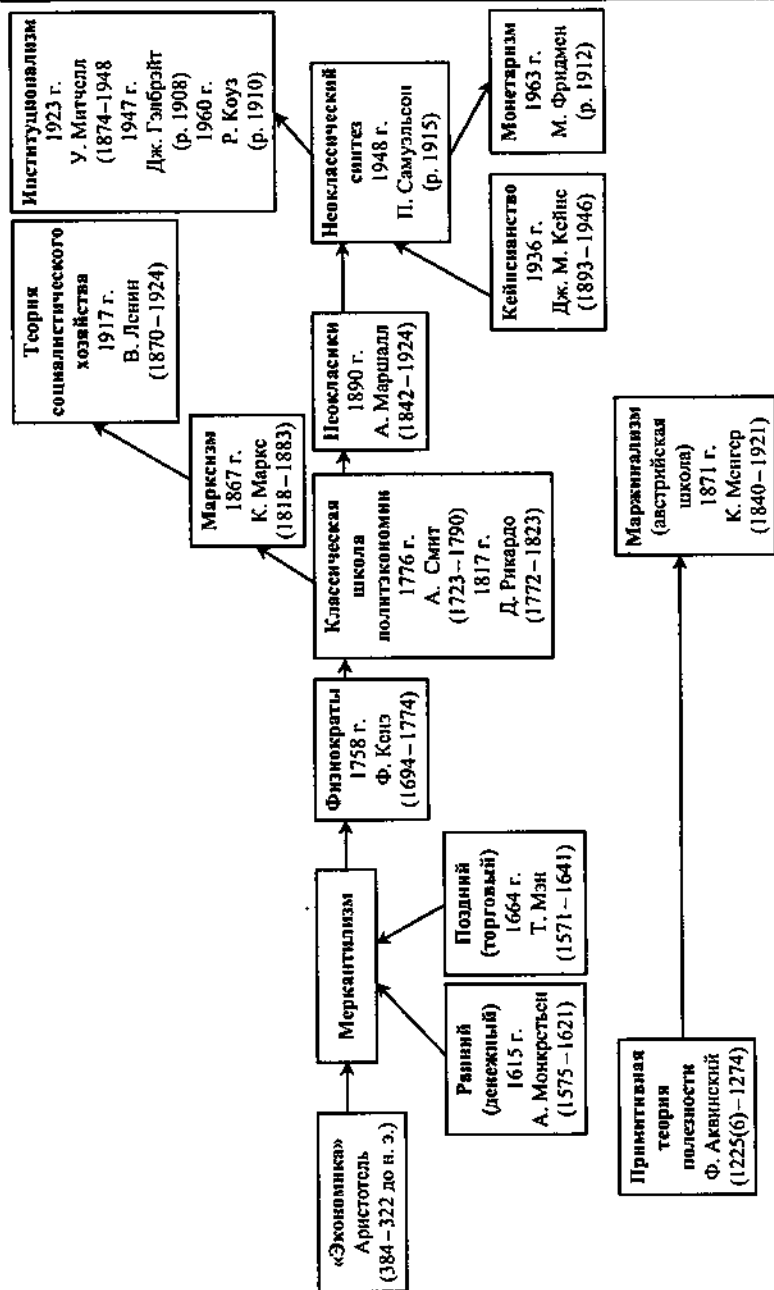 «Экономика»
Аристотель
(384–322 до н. э.)
Меркантилизм
Ранний
(денежный)
1615 г.
А. Монкретьен
(1575–1621)
Поздний
(торговый)
1664 г.
Т. Мэн
(1571–1641)
Физиократы
1758 г.
Ф. Кенэ
(1694–1774)
Классическая
школа
политэкономии
1776 г.
А. Смит
(1723–1790)
1817 г.
Д. Рикардо
(1772–1823)
Марксизм
1867 г.
К. Маркс
(1818–1883)
Теория
социалистического
хозяйства
1917 г.
В. Ленин
(1870–1924)
Неокласики
1890 г.
А. Маршалл
(1842–1924)
Неоклассический
синтез
1948 г.
П. Самуэльсон
(р. 1915)
Институционализм
1923 г.
У. Митчелл
(1874–1948
1947 г.
Дж. Гэлбрэйт
(р. 1908)
1960 г.
Р. Коуз
(р. 1910)
Кейнсианство
1936 г.
Дж. М. Кейнс
(1893–1946)
Монетаризм
1963 г.
М. Фридмен
(р. 1912)
Примитивная
теория
полезности
Ф. Аквинский
(1225(6)–1274)
Маржинализм
(австрийская
школа)
1871 г.
К. Менгер
(1840–1921)